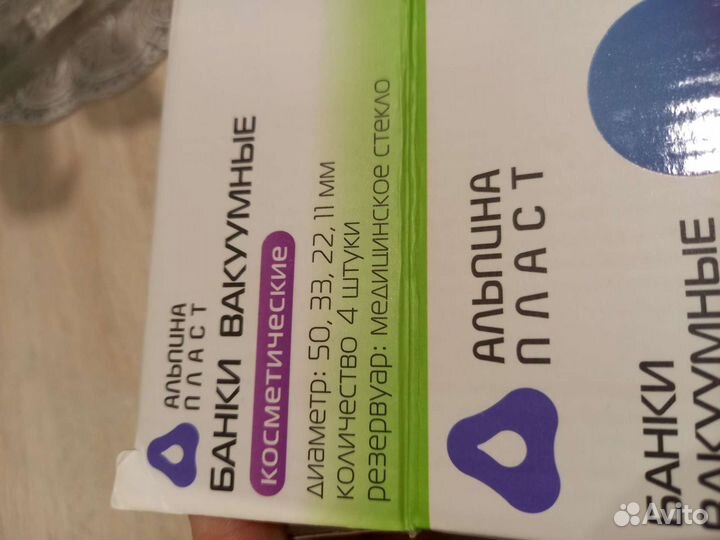 АЛЬПИНА
ПЛАСТ
БАНКИ ВАКУУМНЫЕ
косметические
диаметр: 50, 33, 22, 11 мм
количество 4 штуки
резервуар: медицинское стекло
АЛЬПИНА
ПЛАСТ
БАНКИ
ВАКУУМНЫЕ
Avito